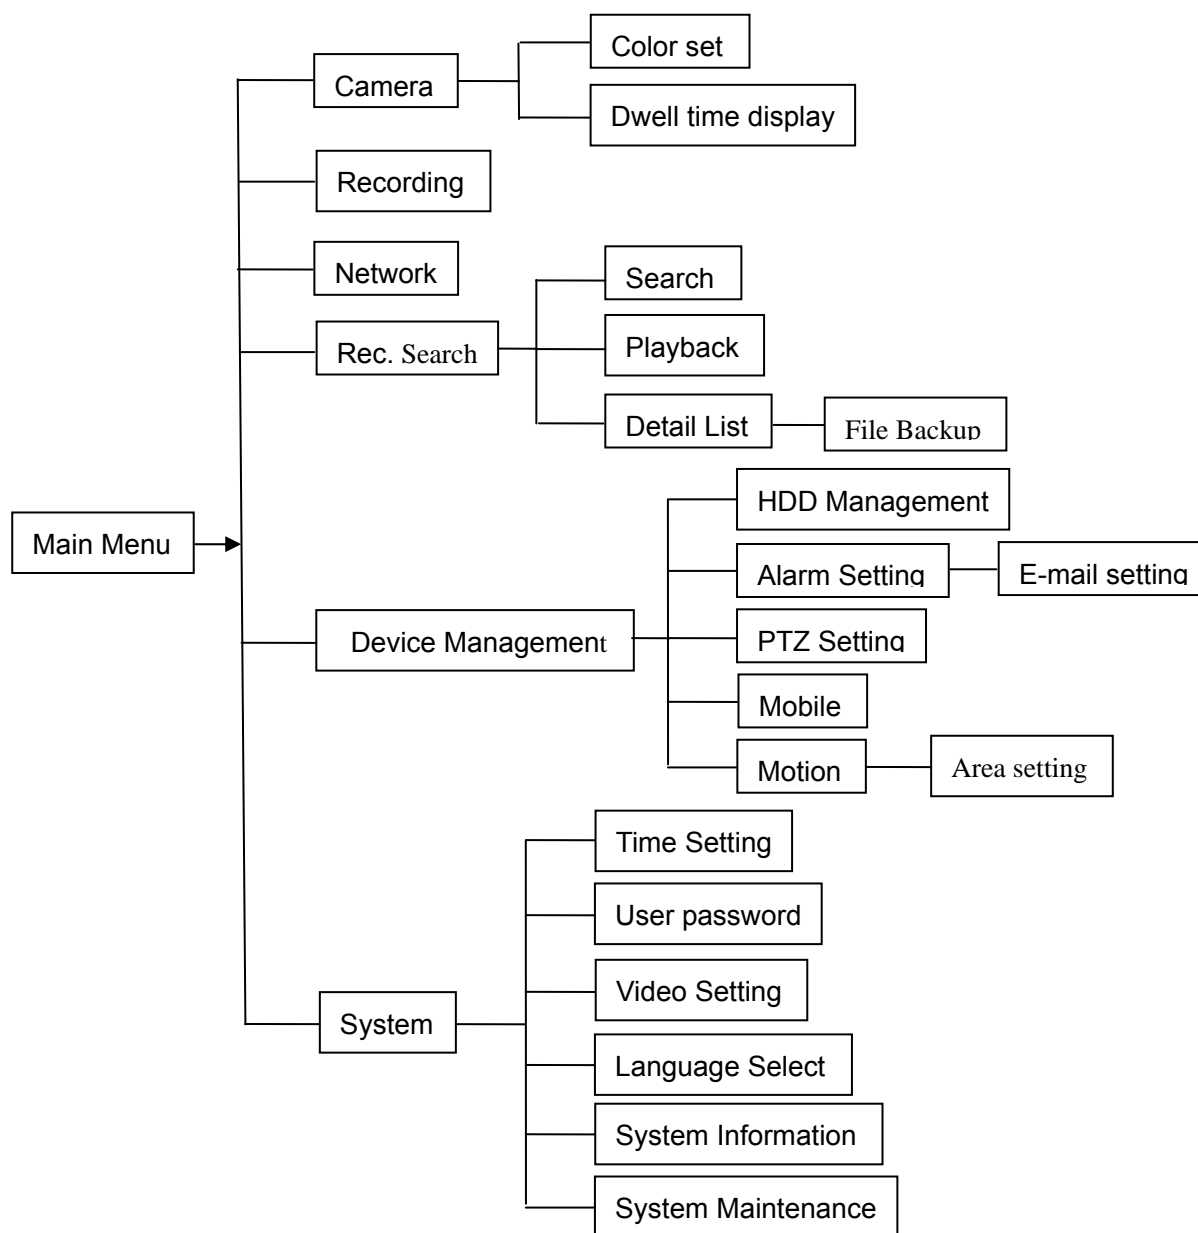 Main Menu
Camera
Color set
Dwell time display
Recording
Network
Rec. Search
Search
Playback
Detail List
File Backup
Device Management
HDD Management
Alarm Setting
E-mail setting
PTZ Setting
Mobile
Motion
Area setting
System
Time Setting
User password
Video Setting
Language Select
System Information
System Maintenance